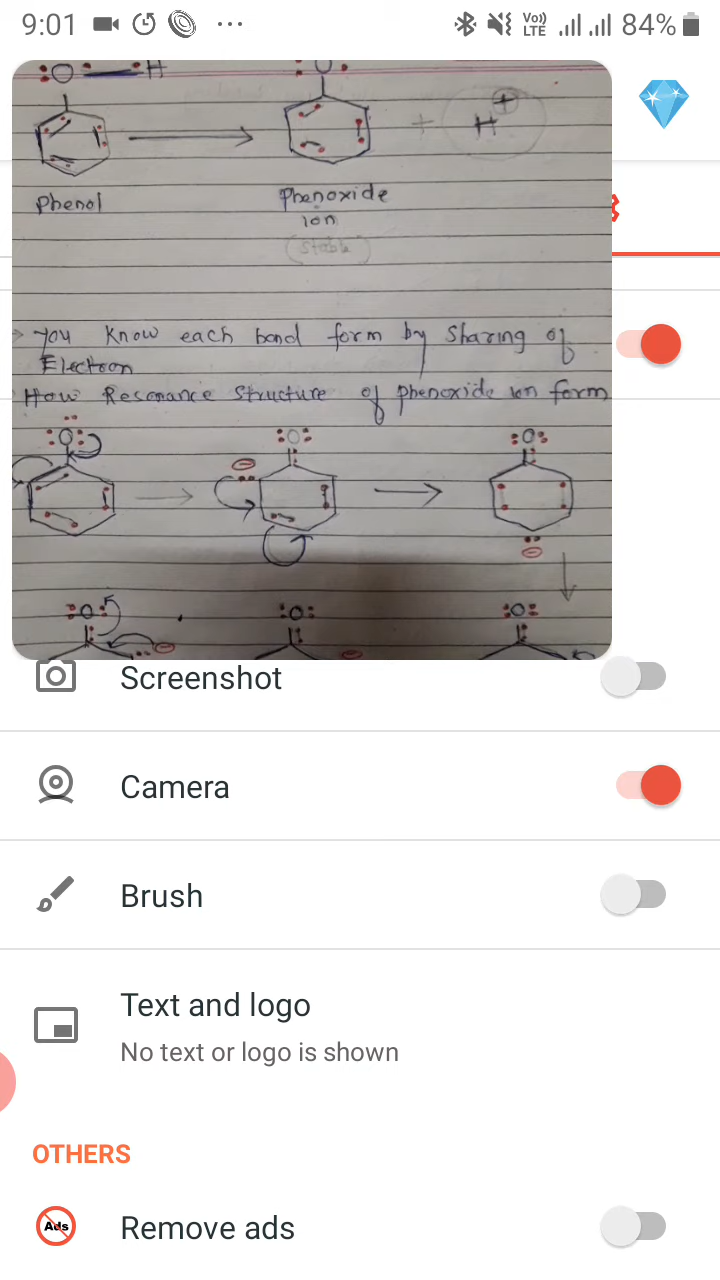 9:01 ... Vo)) LTE 84%
:O — H
+ H +
Phenol
Phenoxide
ion
(Stable)
> You Know each bond form by Sharing of
Electron
How Resonance Structure of phenoxide ion form
:O: :O: :O:
:O: :O: :O:
Screenshot
Camera
Brush
Text and logo
No text or logo is shown
OTHERS
Ads Remove ads